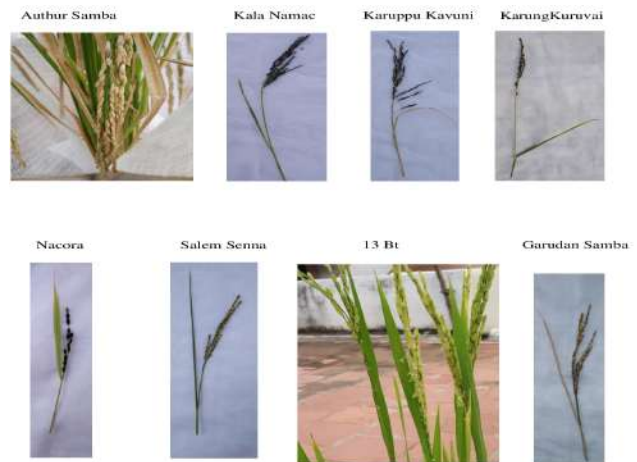 Authur Samba
Kala Namac
Karuppu Kavuni
KarungKuruvai
Nacora
Salem Senna
13 Bt
Garudan Samba